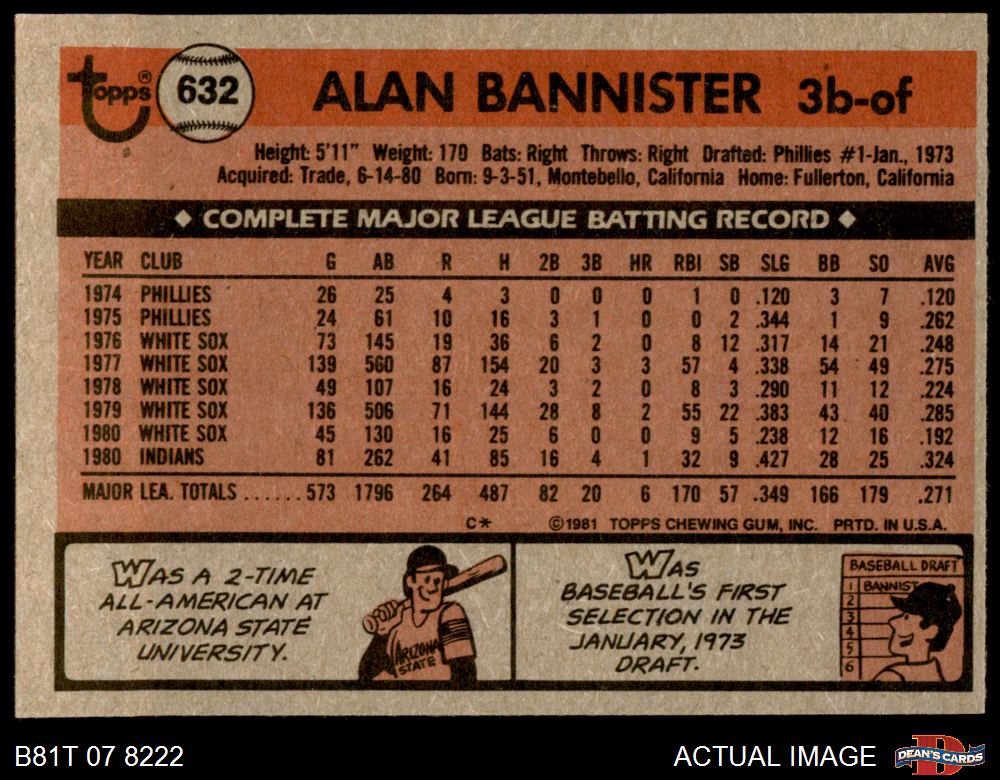 Topps® 632 ALAN BANNISTER 3b-of
Height: 5'11" Weight: 170 Bats: Right Throws: Right Drafted: Phillies #1-Jan., 1973
Acquired: Trade, 6-14-80 Born: 9-3-51, Montebello, California Home: Fullerton, California
◆ COMPLETE MAJOR LEAGUE BATTING RECORD ◆
YEAR CLUB G AB R H 2B 3B HR RBI SB SLG BB SO AVG
1974 PHILLIES 26 25 4 3 0 0 0 1 0 .120 3 7 .120
1975 PHILLIES 24 61 10 16 3 1 0 0 2 .344 1 9 .262
1976 WHITE SOX 73 145 19 36 6 2 0 8 12 .317 14 21 .248
1977 WHITE SOX 139 560 87 154 20 3 3 57 4 .338 54 49 .275
1978 WHITE SOX 49 107 16 24 3 2 0 8 3 .290 11 12 .224
1979 WHITE SOX 136 506 71 144 28 8 2 55 22 .383 43 40 .285
1980 WHITE SOX 45 130 16 25 6 0 0 9 5 .238 12 16 .192
1980 INDIANS 81 262 41 85 16 4 1 32 9 .427 28 25 .324
MAJOR LEA. TOTALS ......573 1796 264 487 82 20 6 170 57 .349 166 179 .271
C* ©1981 TOPPS CHEWING GUM, INC. PRTD. IN U.S.A.
WAS A 2-TIME
ALL-AMERICAN AT
ARIZONA STATE
UNIVERSITY.
ARIZONA
STATE
WAS
BASEBALL'S FIRST
SELECTION IN THE
JANUARY, 1973
DRAFT.
BASEBALL DRAFT
1 BANNIST
2
3
4
5
6
B81T 07 8222 ACTUAL IMAGE DEAN'S CARDS